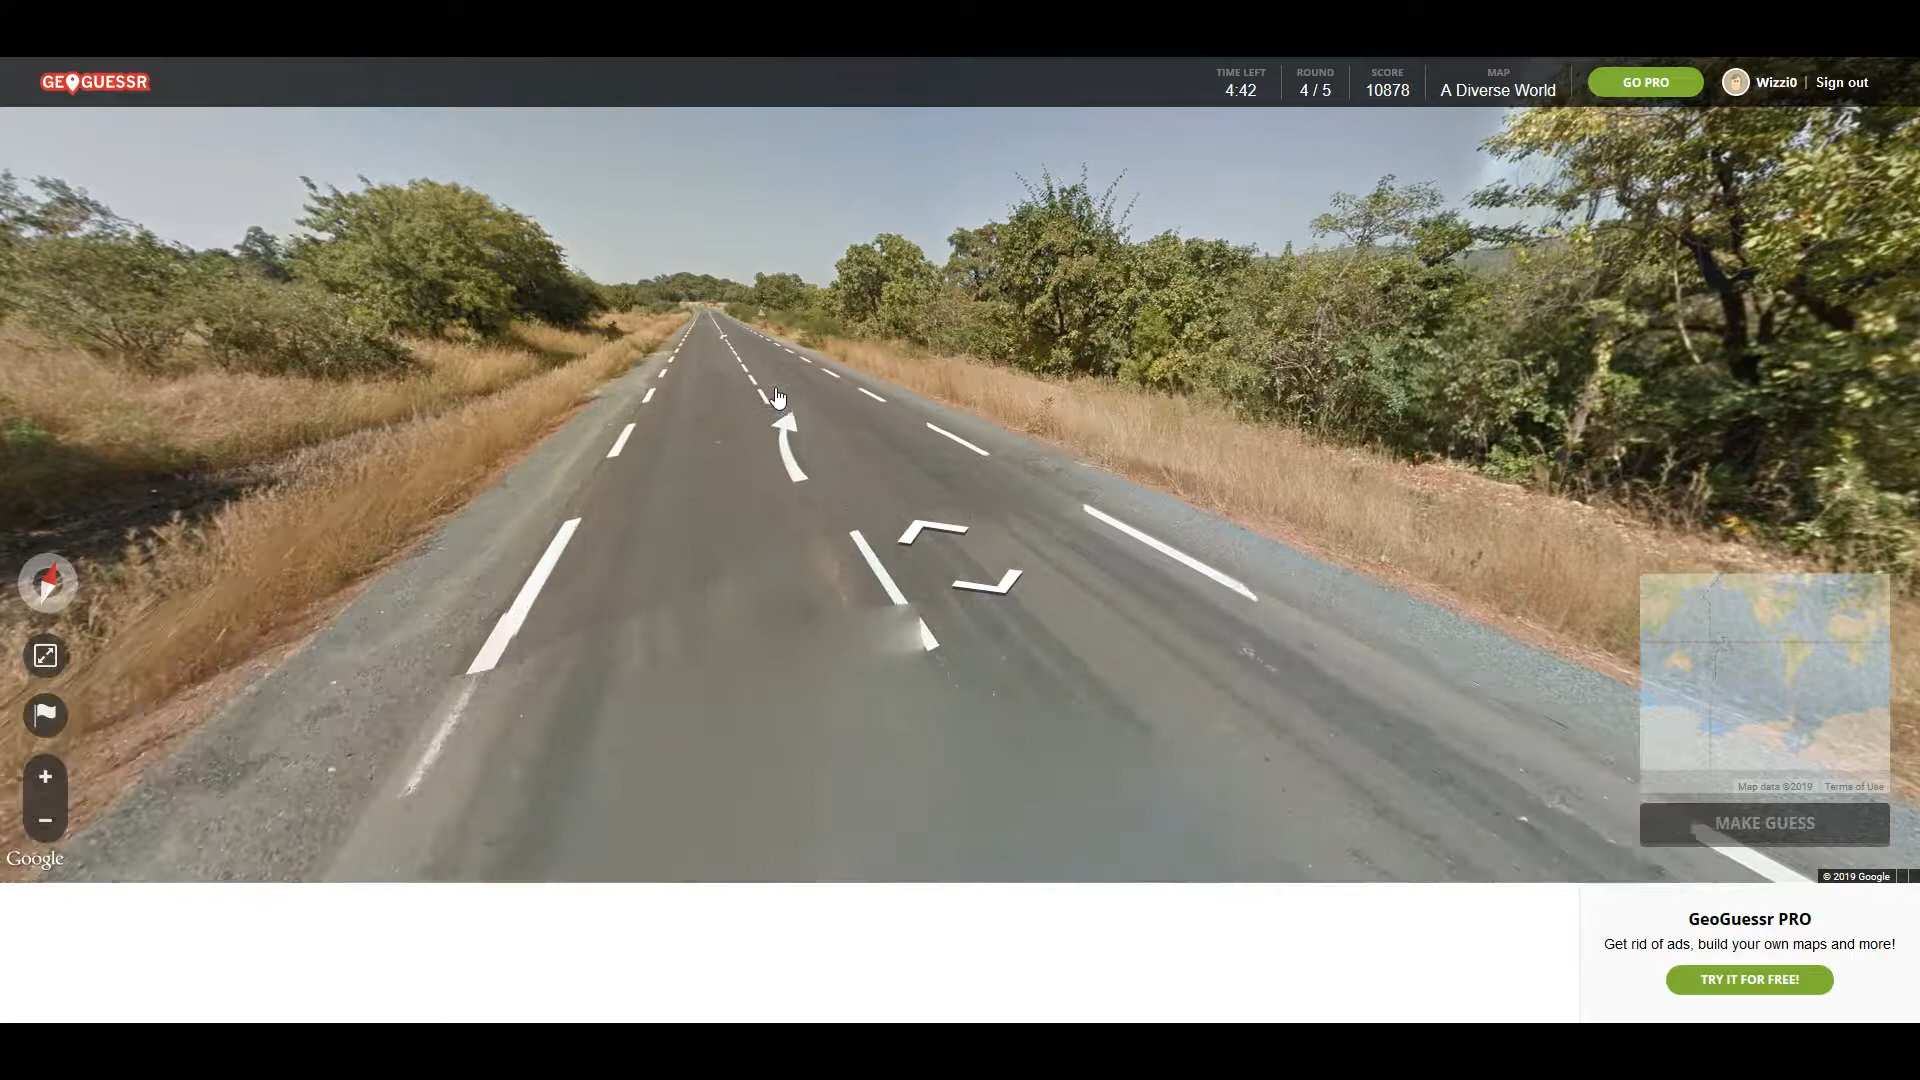 GEOGUESSR
TIME LEFT
4:42
ROUND
4 / 5
SCORE
10878
MAP
A Diverse World
GO PRO
Wizzi0 | Sign out
Google
Map data ©2019 Terms of Use
MAKE GUESS
© 2019 Google
GeoGuessr PRO
Get rid of ads, build your own maps and more!
TRY IT FOR FREE!